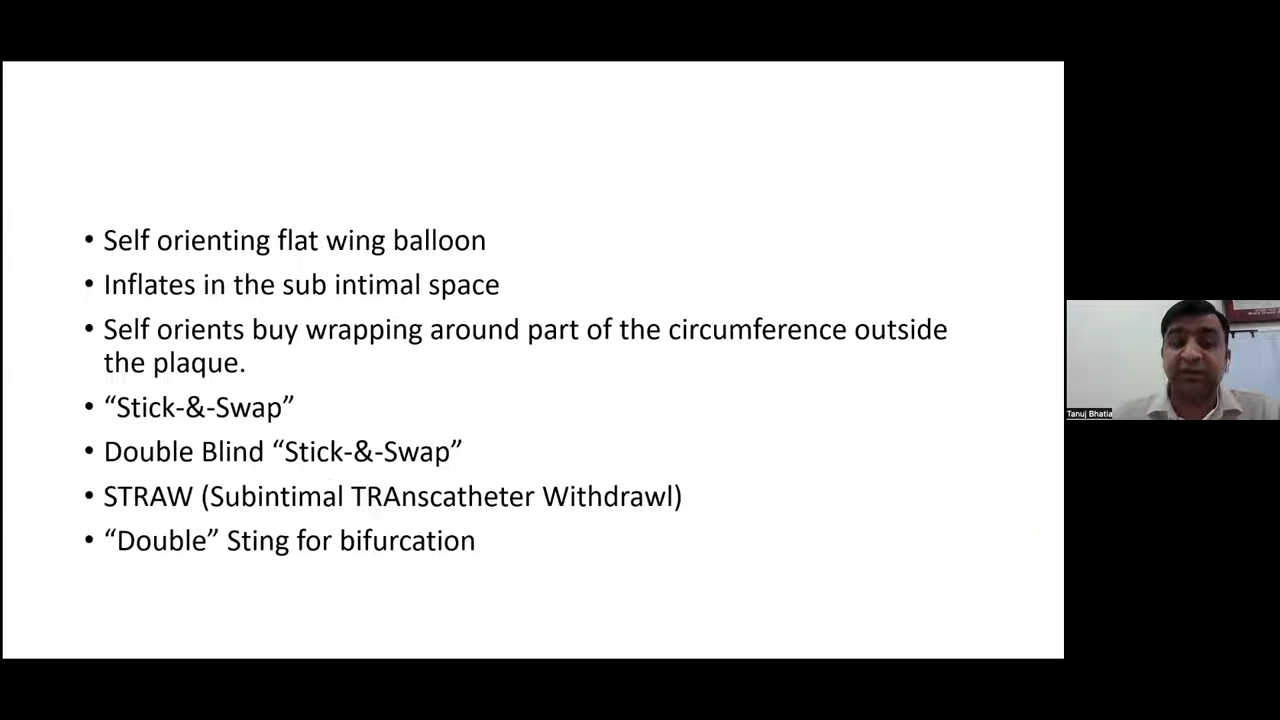 • Self orienting flat wing balloon
• Inflates in the sub intimal space
• Self orients buy wrapping around part of the circumference outside
the plaque.
• “Stick-&-Swap”
• Double Blind “Stick-&-Swap”
• STRAW (Subintimal TRAnscatheter Withdrawl)
• “Double” Sting for bifurcation
Tanuj Bhatia